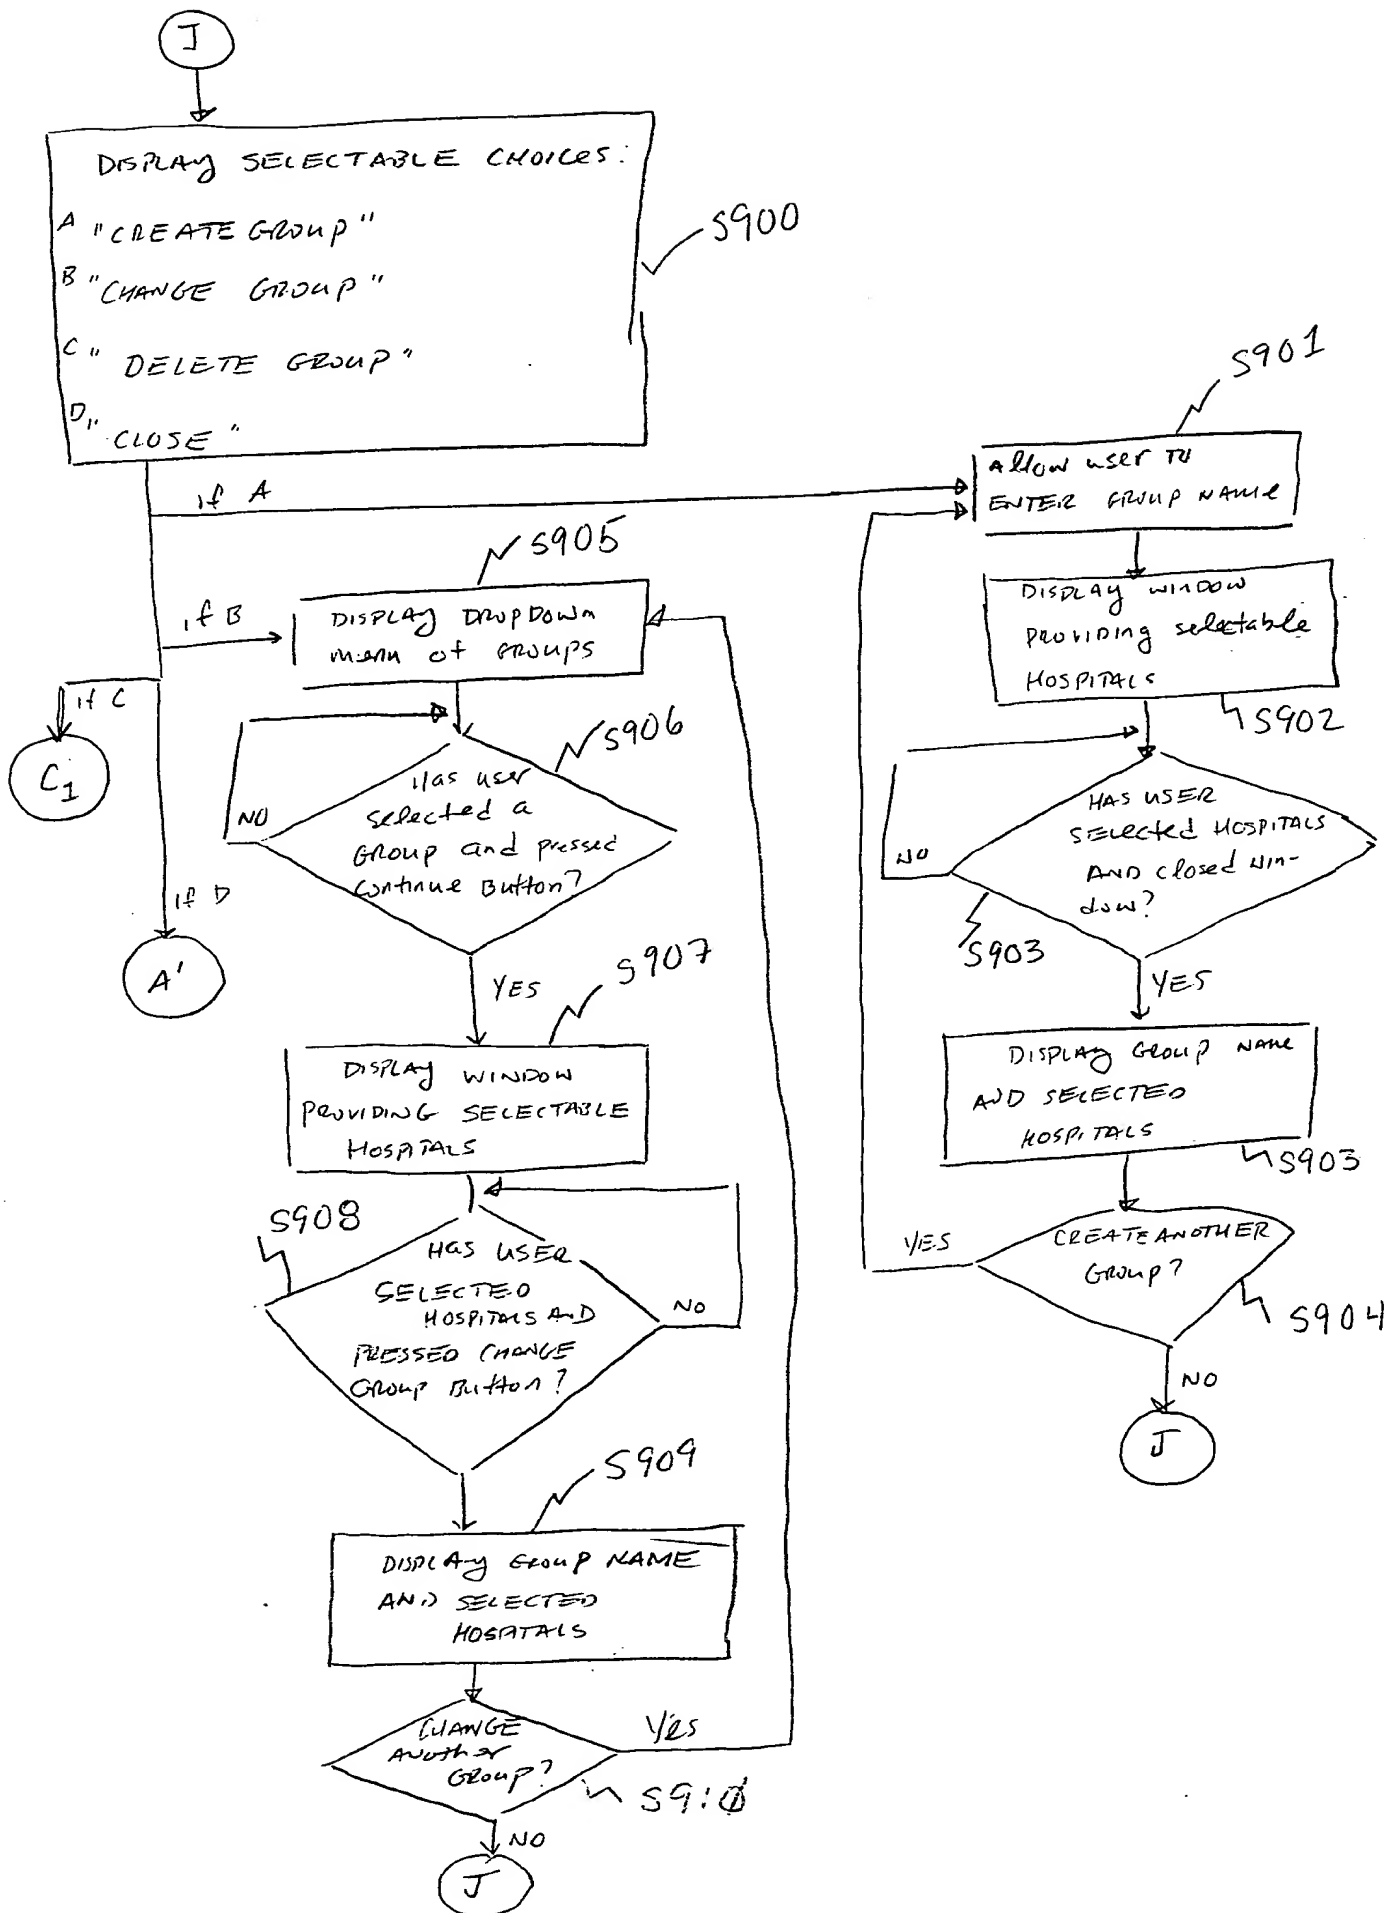 J
DISPLAY SELECTABLE CHOICES:
A "CREATE GROUP"
B "CHANGE GROUP"
C "DELETE GROUP"
D "CLOSE"
S900
if A
if B
if C
if D
C1
A'
S905
DISPLAY DROPDOWN
menu of GROUPS
S906
Has user
selected a
GROUP and pressed
continue Button?
NO
YES
S907
DISPLAY WINDOW
PROVIDING SELECTABLE
HOSPITALS
S908
HAS USER
SELECTED
HOSPITALS AND
PRESSED CHANGE
GROUP Button?
NO
S909
DISPLAY GROUP NAME
AND SELECTED
HOSPITALS
CHANGE
Another
GROUP?
Yes
S910
NO
J
S901
Allow user TO
ENTER GROUP NAME
DISPLAY WINDOW
PROVIDING selectable
HOSPITALS
S902
HAS USER
SELECTED HOSPITALS
AND closed win-
dow?
NO
S903
YES
DISPLAY GROUP NAME
AND SELECTED
HOSPITALS
S903
CREATE ANOTHER
GROUP?
YES
S904
NO
J